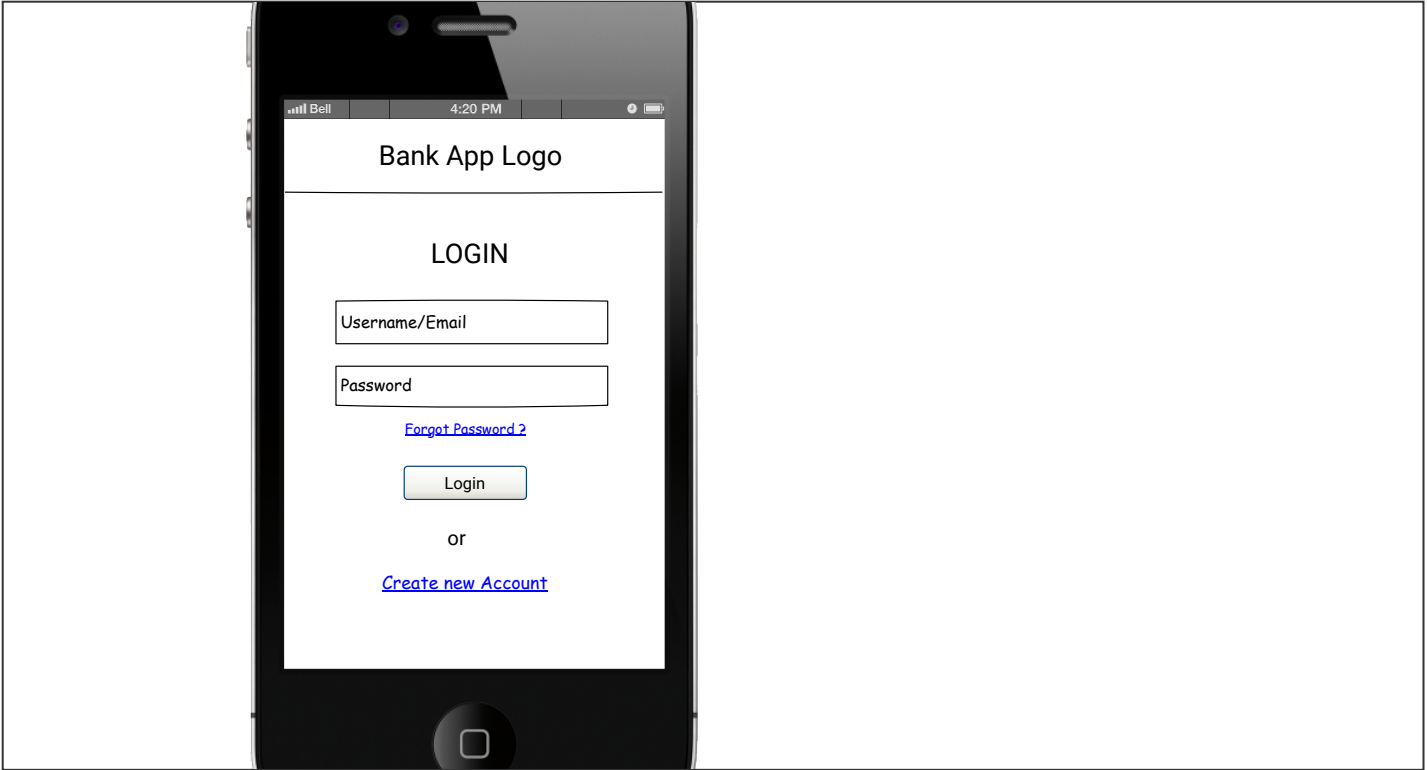 Bell 4:20 PM
Bank App Logo
LOGIN
Username/Email
Password
Forgot Password ?
Login
or
Create new Account